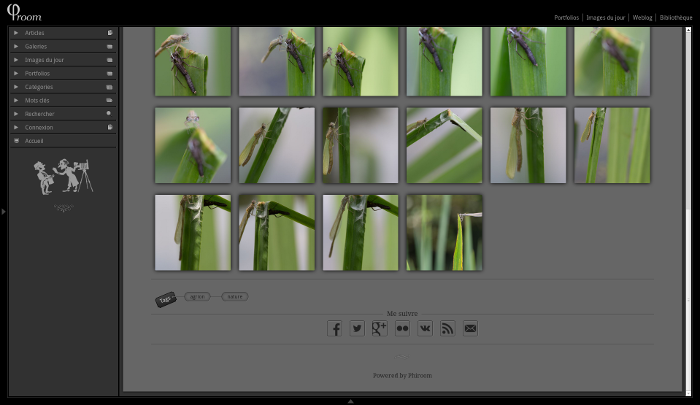 φroom
Portfolios Images du jour Weblog Bibliothèque
Articles
Galeries
Images du jour
Portfolios
Catégories
Mots clés
Rechercher
Connexion
Accueil
Tags
nature
Me suivre
Powered by Phiroom